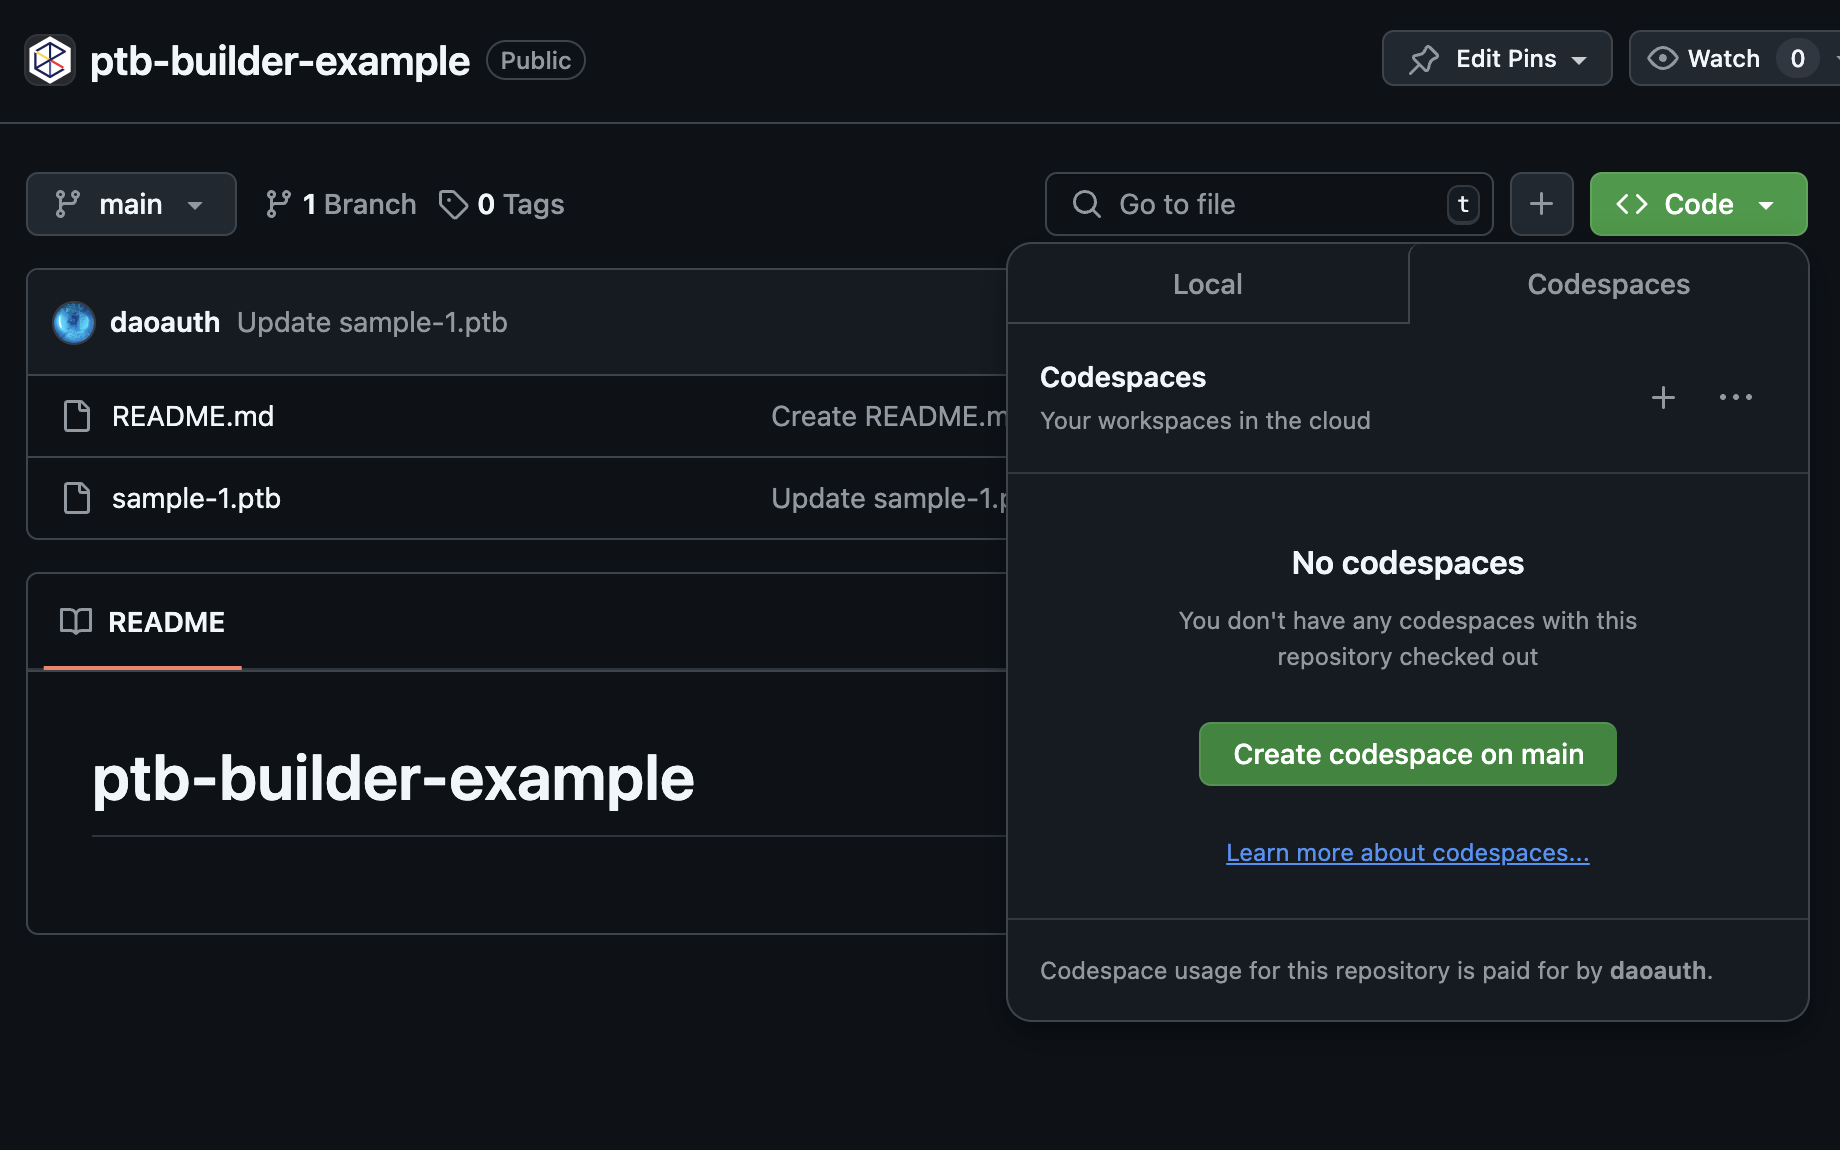 ptb-builder-example Public Edit Pins Watch 0
main 1 Branch 0 Tags Go to file t Code
Local Codespaces
daoauth Update sample-1.ptb
Codespaces
Your workspaces in the cloud
README.md Create README.m
sample-1.ptb Update sample-1.p
No codespaces
You don't have any codespaces with this
repository checked out
README
Create codespace on main
ptb-builder-example
Learn more about codespaces...
Codespace usage for this repository is paid for by daoauth.